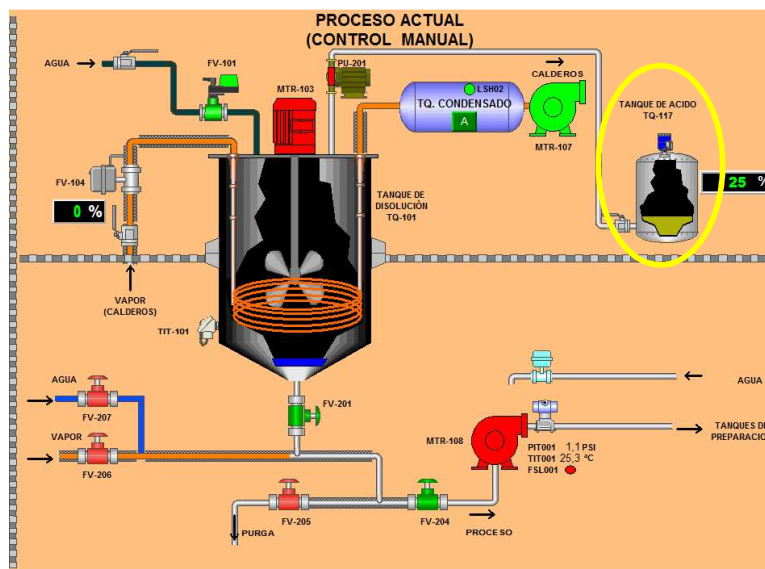 PROCESO ACTUAL
(CONTROL MANUAL)
AGUA
FV-101
MTR-103
PU-201
CALDEROS
LSH02
TQ. CONDENSADO
A
MTR-107
TANQUE DE ACIDO
TQ-117
25 %
FV-104
0 %
TANQUE DE
DISOLUCIÓN
TQ-101
VAPOR
(CALDEROS)
TIT-101
AGUA
FV-207
FV-201
AGUA
VAPOR
FV-206
MTR-108
PIT001 1,1 PSI
TIT001 25,3 ºC
FSL001
TANQUES DE
PREPARACIO
FV-205
FV-204
PURGA
PROCESO